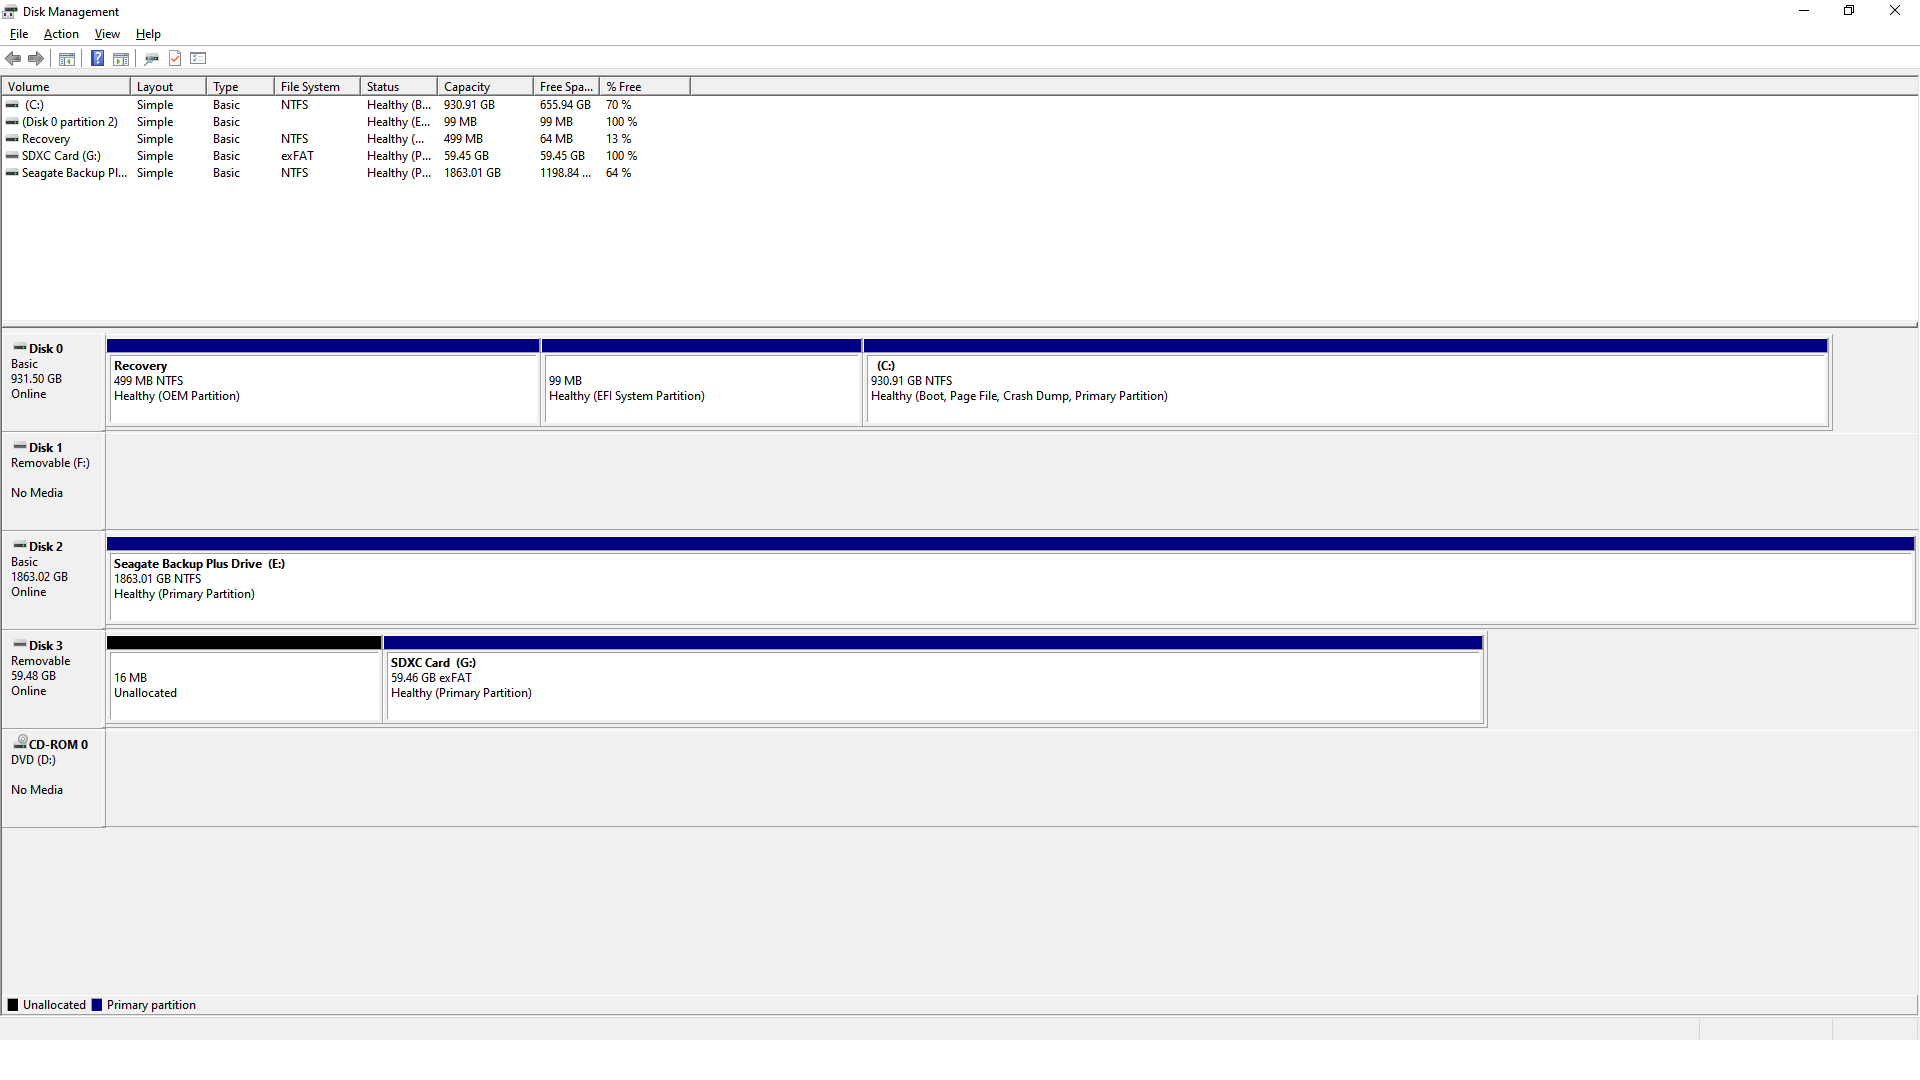 Disk Management
File Action View Help
Volume Layout Type File System Status Capacity Free Spa... % Free
(C:) Simple Basic NTFS Healthy (B... 930.91 GB 655.94 GB 70 %
(Disk 0 partition 2) Simple Basic Healthy (E... 99 MB 99 MB 100 %
Recovery Simple Basic NTFS Healthy (... 499 MB 64 MB 13 %
SDXC Card (G:) Simple Basic exFAT Healthy (P... 59.45 GB 59.45 GB 100 %
Seagate Backup Pl... Simple Basic NTFS Healthy (P... 1863.01 GB 1198.84 ... 64 %
Disk 0
Basic
931.50 GB
Online
Recovery
499 MB NTFS
Healthy (OEM Partition)
99 MB
Healthy (EFI System Partition)
(C:)
930.91 GB NTFS
Healthy (Boot, Page File, Crash Dump, Primary Partition)
Disk 1
Removable (F:)
No Media
Disk 2
Basic
1863.02 GB
Online
Seagate Backup Plus Drive (E:)
1863.01 GB NTFS
Healthy (Primary Partition)
Disk 3
Removable
59.48 GB
Online
16 MB
Unallocated
SDXC Card (G:)
59.46 GB exFAT
Healthy (Primary Partition)
CD-ROM 0
DVD (D:)
No Media
Unallocated Primary partition